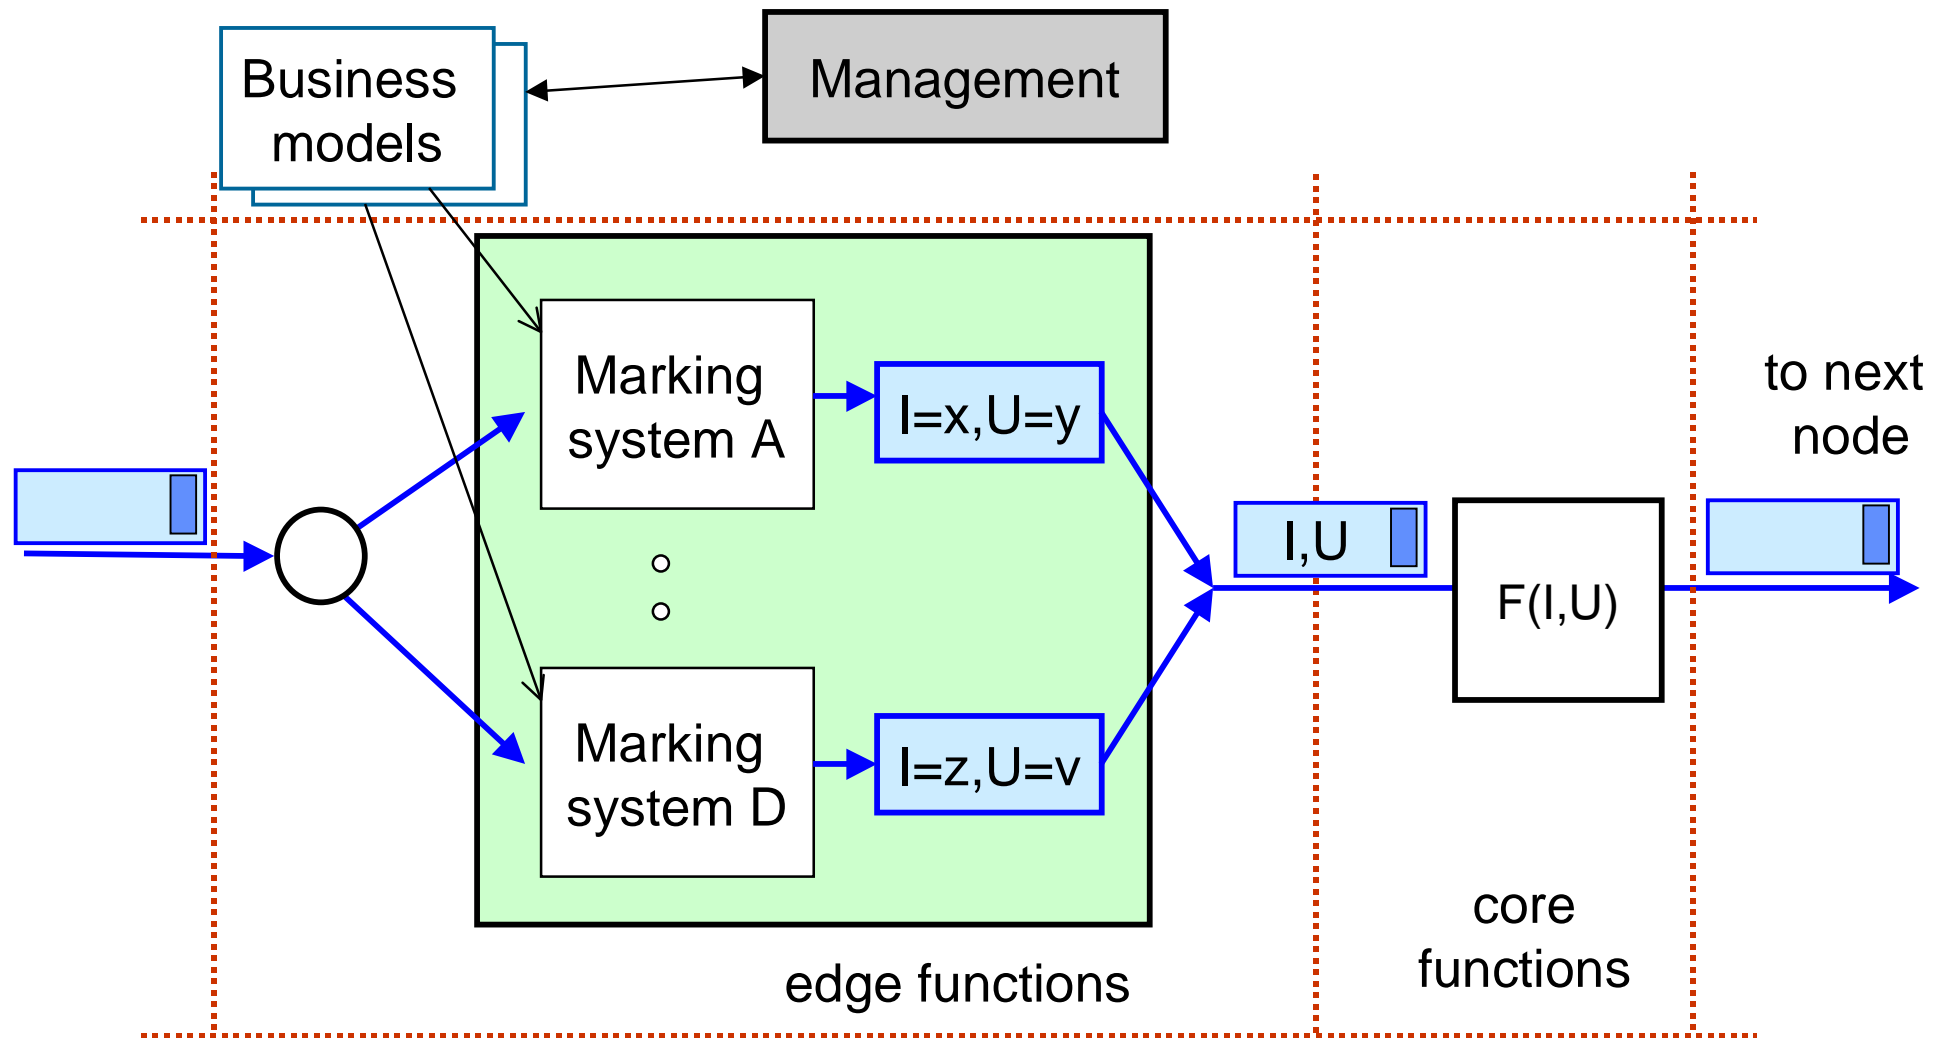 Business
models
Management
Marking
system A
I=x,U=y
to next
node
I,U
F(I,U)
Marking
system D
I=z,U=v
core
functions
edge functions